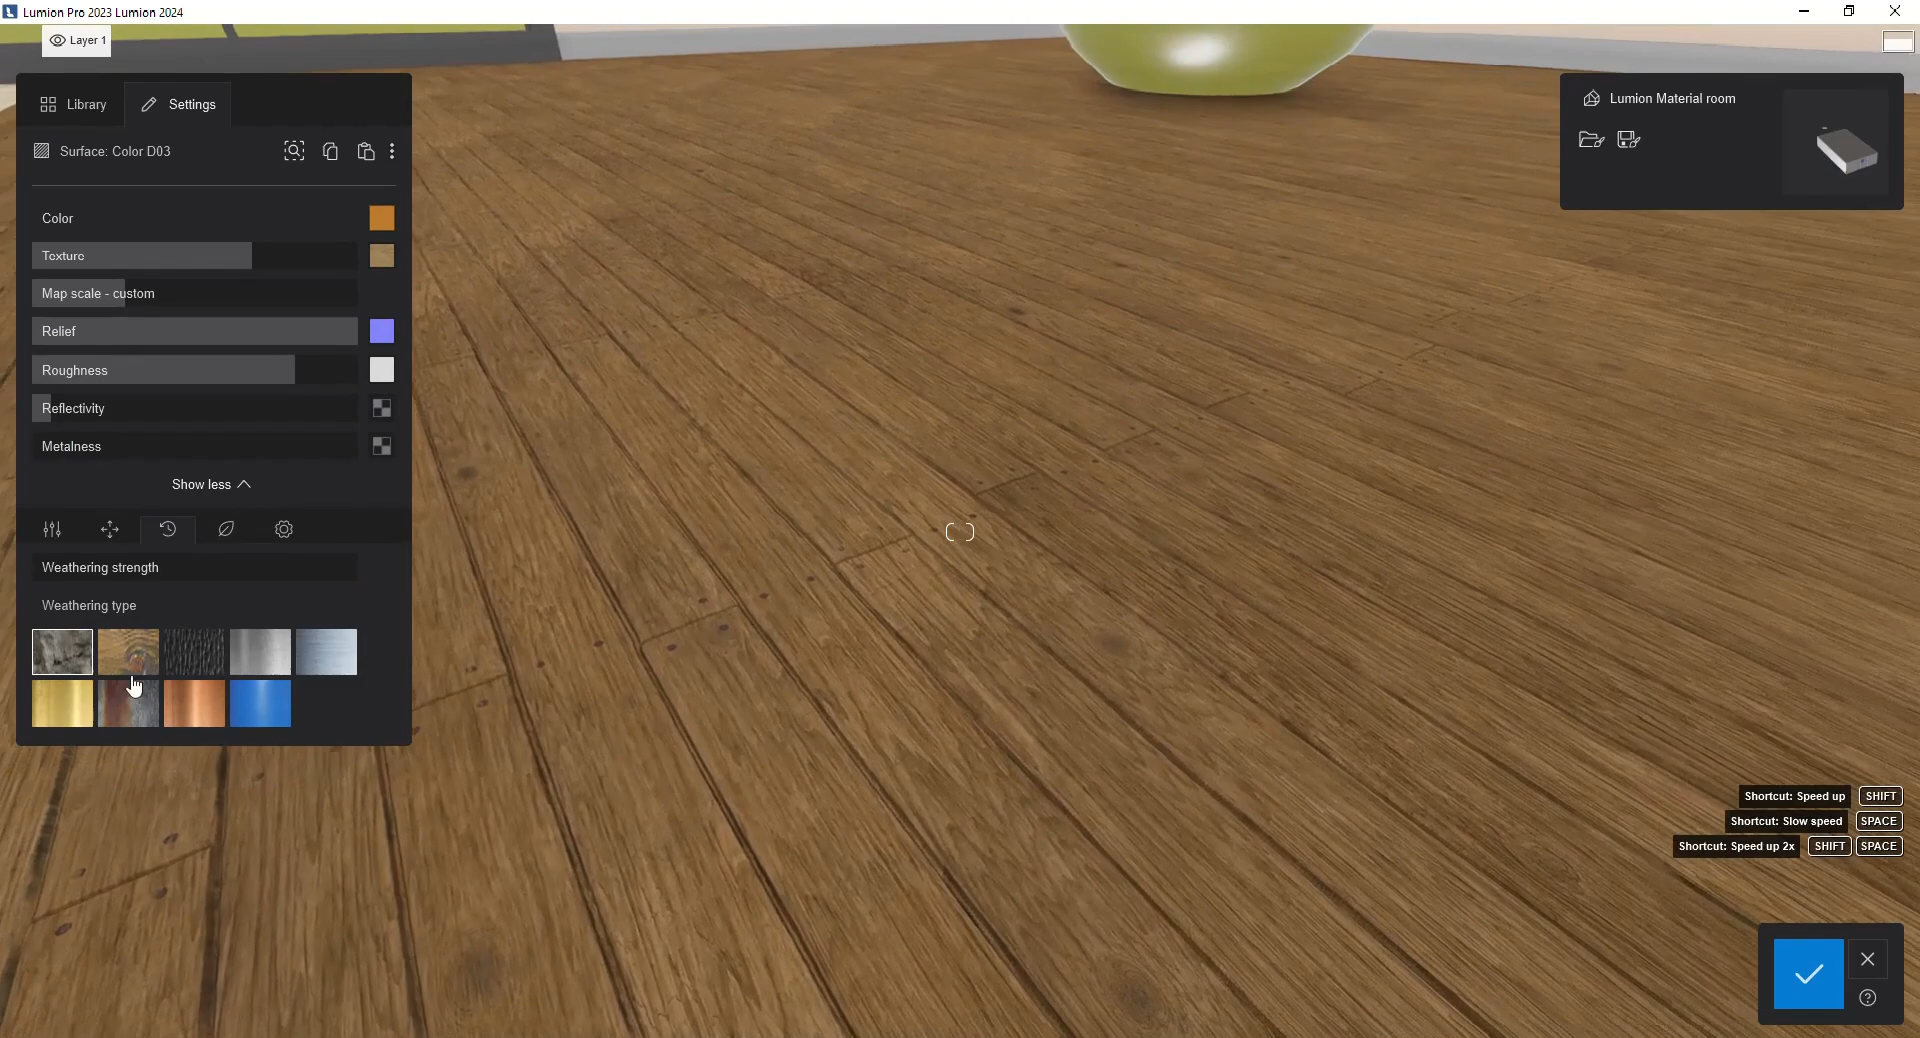 Lumion Pro 2023 Lumion 2024
Layer 1
Library
Settings
Surface: Color D03
Color
Texture
Map scale - custom
Relief
Roughness
Reflectivity
Metalness
Show less
Weathering strength
Weathering type
Lumion Material room
Shortcut: Speed up SHIFT
Shortcut: Slow speed SPACE
Shortcut: Speed up 2x SHIFT SPACE